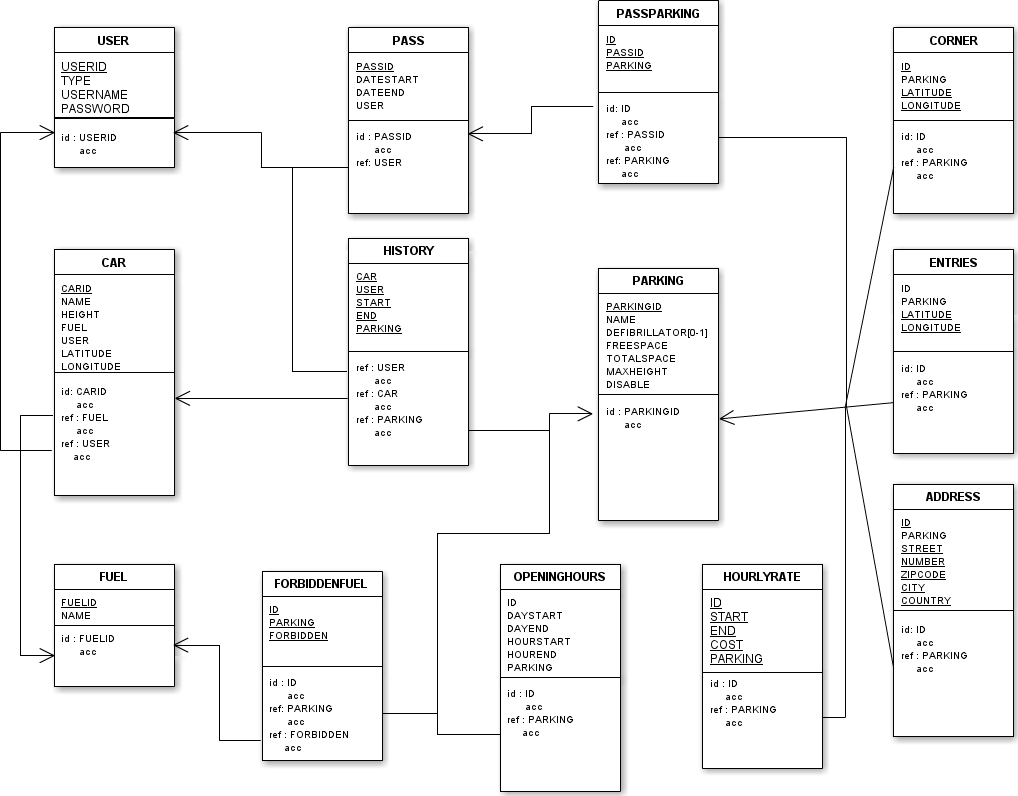 USER
USERID
TYPE
USERNAME
PASSWORD
id : USERID
acc
PASS
PASSID
DATESTART
DATEEND
USER
id : PASSID
acc
ref: USER
PASSPARKING
ID
PASSID
PARKING
id: ID
acc
ref : PASSID
acc
ref: PARKING
acc
CORNER
ID
PARKING
LATITUDE
LONGITUDE
id: ID
acc
ref : PARKING
acc
CAR
CARID
NAME
HEIGHT
FUEL
USER
LATITUDE
LONGITUDE
id: CARID
acc
ref : FUEL
acc
ref : USER
acc
HISTORY
CAR
USER
START
END
PARKING
ref : USER
acc
ref : CAR
acc
ref : PARKING
acc
PARKING
PARKINGID
NAME
DEFIBRILLATOR[0-1]
FREESPACE
TOTALSPACE
MAXHEIGHT
DISABLE
id : PARKINGID
acc
ENTRIES
ID
PARKING
LATITUDE
LONGITUDE
id: ID
acc
ref : PARKING
acc
FUEL
FUELID
NAME
id : FUELID
acc
FORBIDDENFUEL
ID
PARKING
FORBIDDEN
id : ID
acc
ref: PARKING
acc
ref : FORBIDDEN
acc
OPENINGHOURS
ID
DAYSTART
DAYEND
HOURSTART
HOUREND
PARKING
id : ID
acc
ref : PARKING
acc
HOURLYRATE
ID
START
END
COST
PARKING
id : ID
acc
ref : PARKING
acc
ADDRESS
ID
PARKING
STREET
NUMBER
ZIPCODE
CITY
COUNTRY
id: ID
acc
ref : PARKING
acc